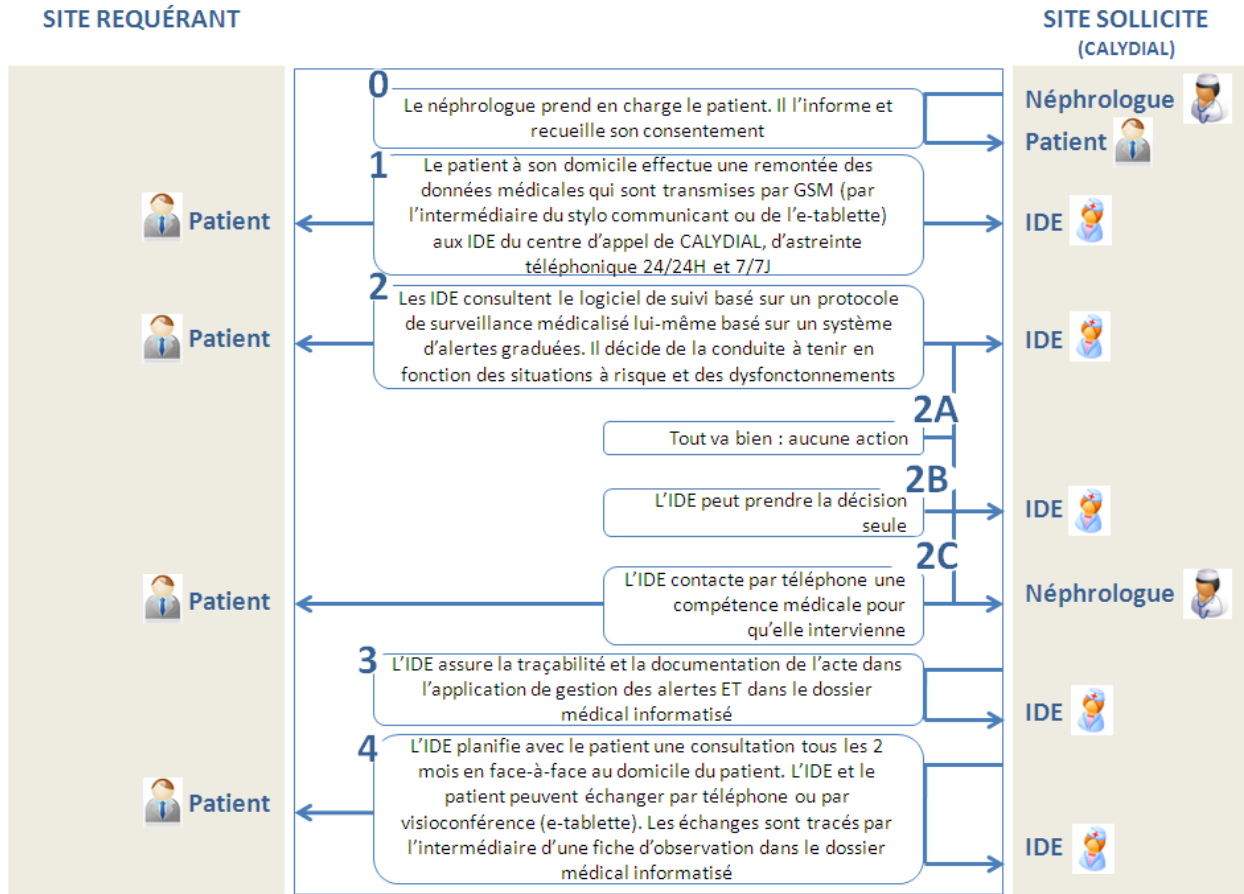 SITE REQUÉRANT
SITE SOLLICITE
(CALYDIAL)
0
Le néphrologue prend en charge le patient. Il l'informe et
recueille son consentement
Néphrologue
Patient
1
Le patient à son domicile effectue une remontée des
données médicales qui sont transmises par GSM (par
l'intermédiaire du stylo communicant ou de l'e-tablette)
aux IDE du centre d'appel de CALYDIAL, d'astreinte
téléphonique 24/24H et 7/7J
Patient
IDE
2
Les IDE consultent le logiciel de suivi basé sur un protocole
de surveillance médicalisé lui-même basé sur un système
d'alertes graduées. Il décide de la conduite à tenir en
fonction des situations à risque et des dysfonctonnements
Patient
IDE
2A
Tout va bien : aucune action
2B
L'IDE peut prendre la décision
seule
IDE
2C
L'IDE contacte par téléphone une
compétence médicale pour
qu'elle intervienne
Patient
Néphrologue
3
L'IDE assure la traçabilité et la documentation de l'acte dans
l'application de gestion des alertes ET dans le dossier
médical informatisé
IDE
4
L'IDE planifie avec le patient une consultation tous les 2
mois en face-à-face au domicile du patient. L'IDE et le
patient peuvent échanger par téléphone ou par
visioconférence (e-tablette). Les échanges sont tracés par
l'intermédiaire d'une fiche d'observation dans le dossier
médical informatisé
Patient
IDE